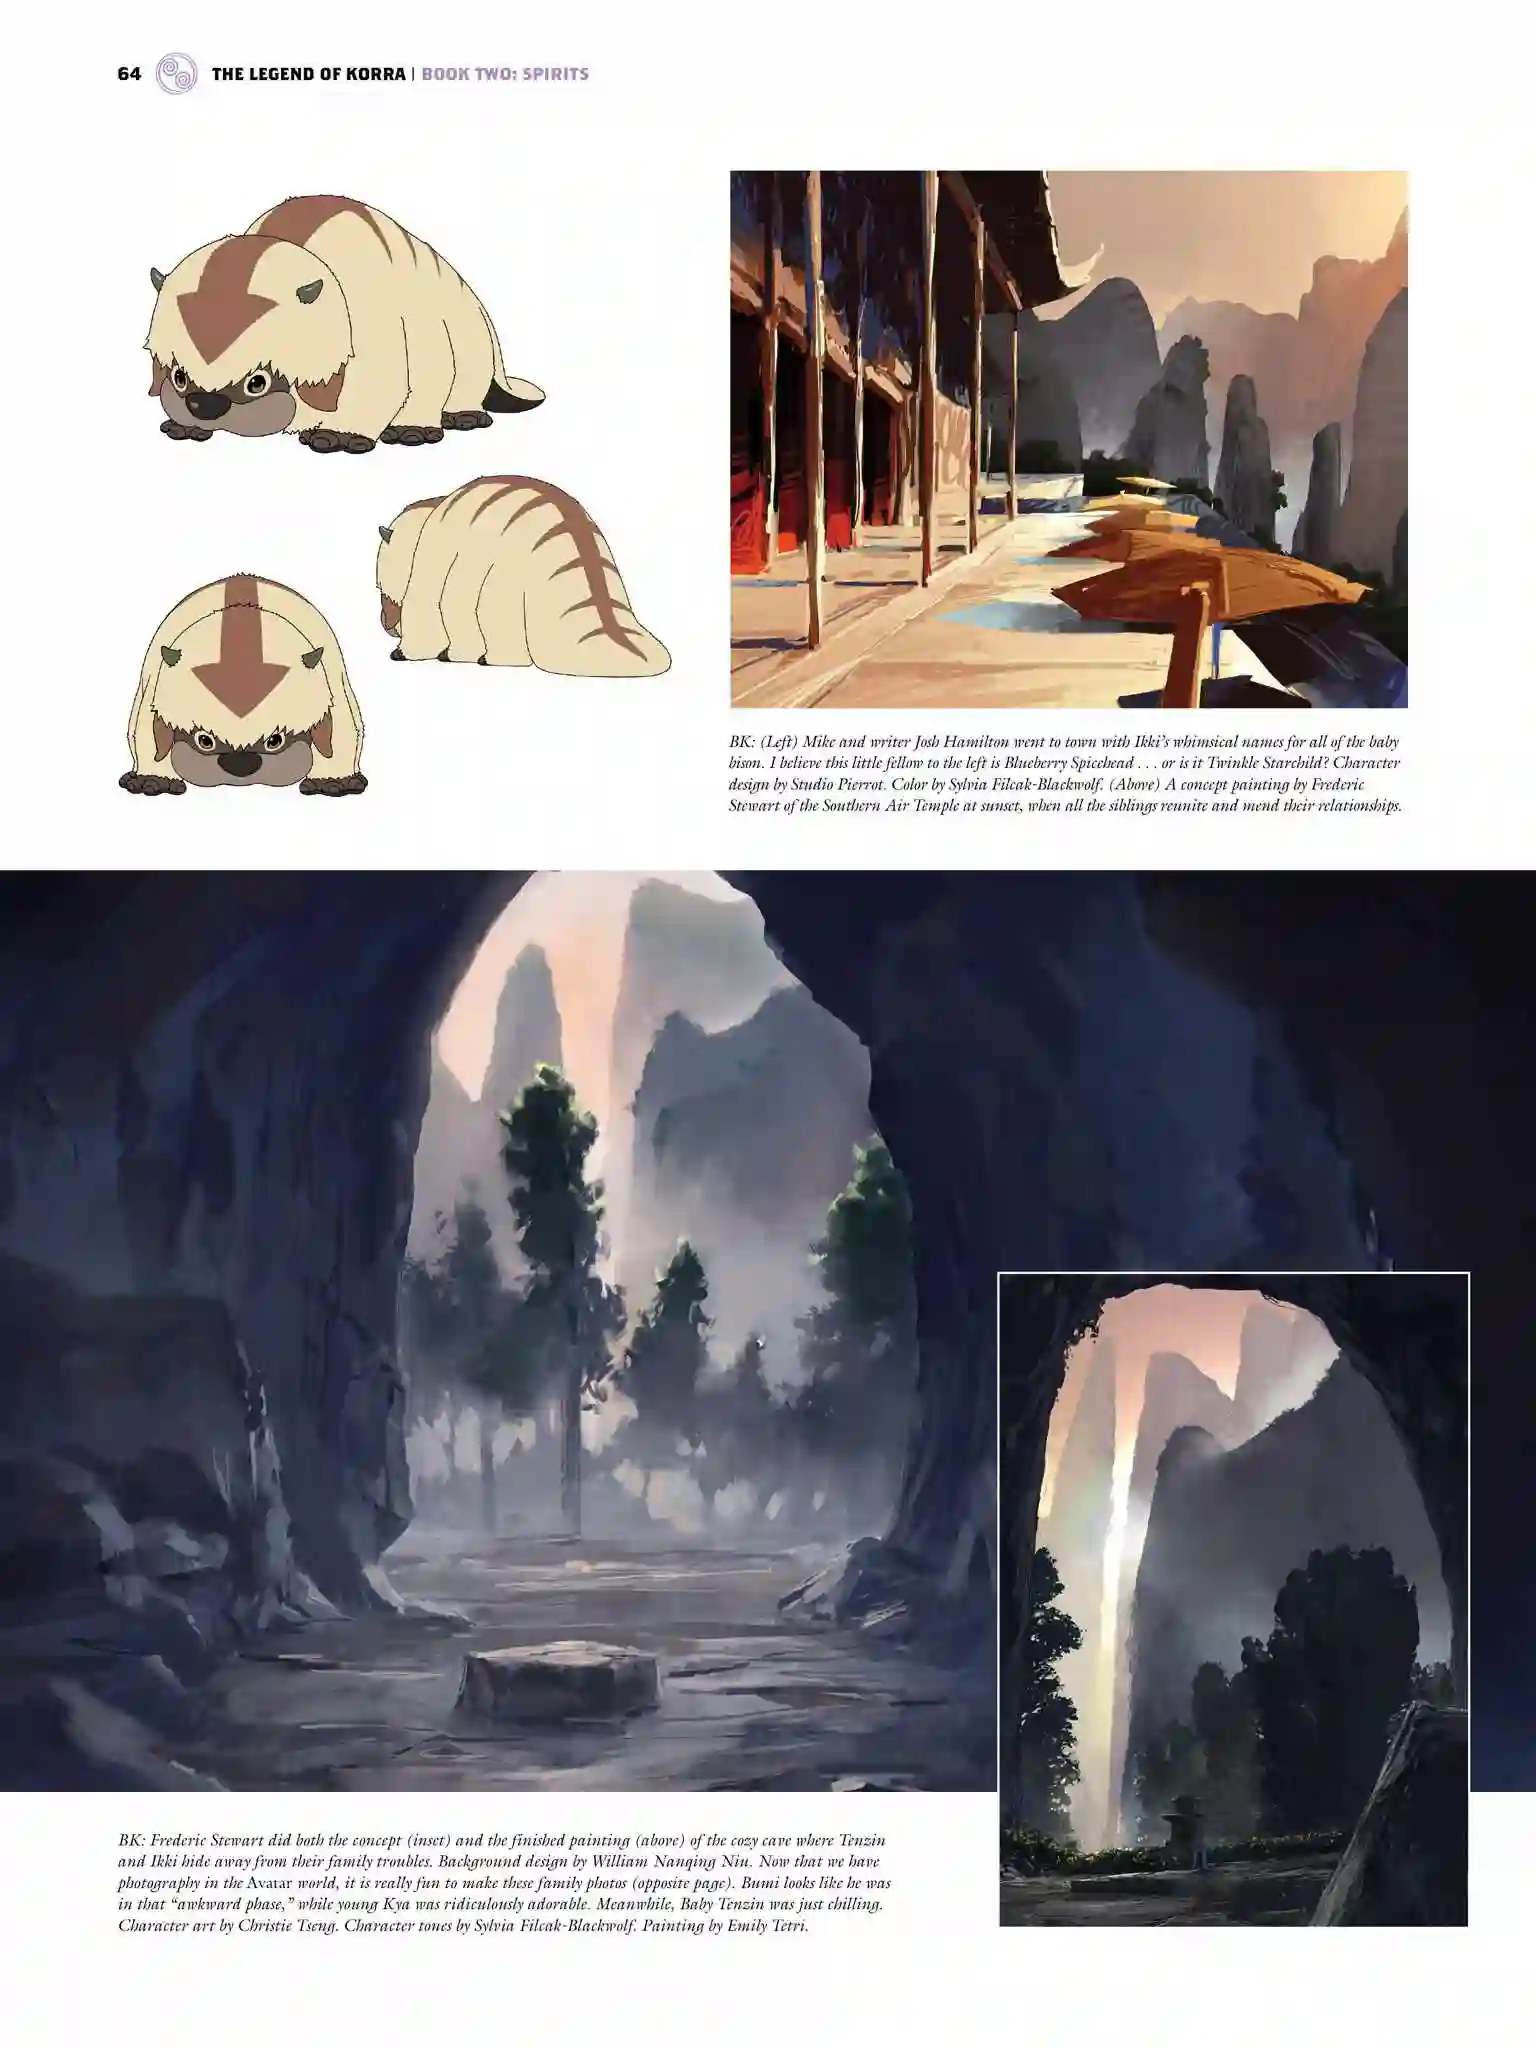 64 THE LEGEND OF KORRA | BOOK TWO: SPIRITS
BK: (Left) Mike and writer Josh Hamilton went to town with Ikki's whimsical names for all of the baby
bison. I believe this little fellow to the left is Blueberry Spicehead . . . or is it Twinkle Starchild? Character
design by Studio Pierrot. Color by Sylvia Filcak-Blackwolf. (Above) A concept painting by Frederic
Stewart of the Southern Air Temple at sunset, when all the siblings reunite and mend their relationships.
BK: Frederic Stewart did both the concept (inset) and the finished painting (above) of the cozy cave where Tenzin
and Ikki hide away from their family troubles. Background design by William Nanqing Niu. Now that we have
photography in the Avatar world, it is really fun to make these family photos (opposite page). Bumi looks like he was
in that “awkward phase,” while young Kya was ridiculously adorable. Meanwhile, Baby Tenzin was just chilling.
Character art by Christie Tseng. Character tones by Sylvia Filcak-Blackwolf. Painting by Emily Tetri.